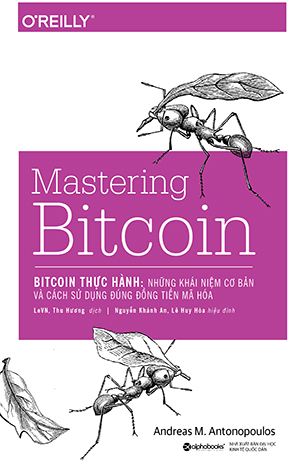 O'REILLY®
Mastering
Bitcoin
BITCOIN THỰC HÀNH: NHỮNG KHÁI NIỆM CƠ BẢN
VÀ CÁCH SỬ DỤNG ĐÚNG ĐỒNG TIỀN MÃ HÓA
LeVN, Thu Hương dịch | Nguyễn Khánh An, Lê Huy Hòa hiệu đính
Andreas M. Antonopoulos
alphabooks®
NHÀ XUẤT BẢN ĐẠI HỌC
KINH TẾ QUỐC DÂN